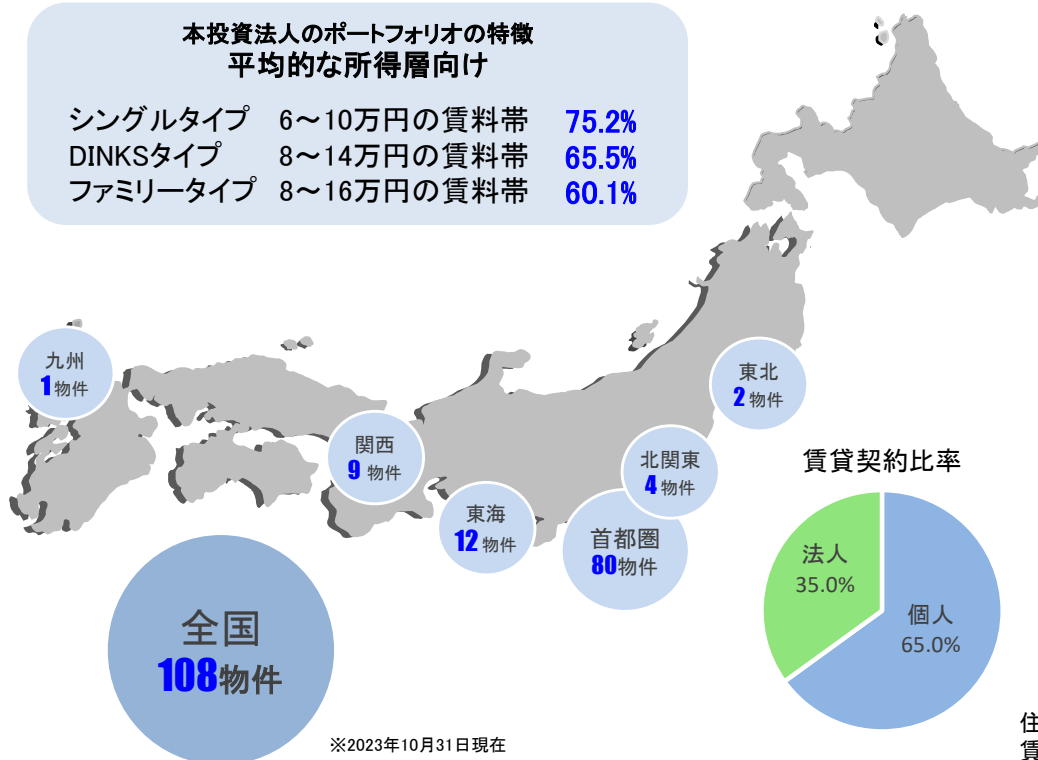 本投資法人のポートフォリオの特徴
平均的な所得層向け
シングルタイプ 6～10万円の賃料帯 75.2%
DINKSタイプ 8～14万円の賃料帯 65.5%
ファミリータイプ 8～16万円の賃料帯 60.1%
九州
1物件
東北
2物件
関西
9 物件
北関東
4物件
東海
12物件
首都圏
80物件
全国
108物件
※2023年10月31日現在
賃貸契約比率
法人
35.0%
個人
65.0%
住
賃